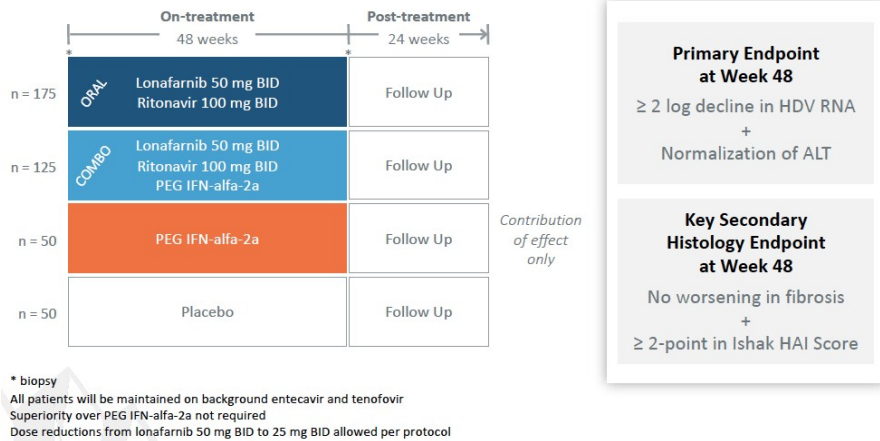 On-treatment
Post-treatment
48 weeks
24 weeks
*
*
n = 175
ORAL
Lonafarnib 50 mg BID
Ritonavir 100 mg BID
Follow Up
n = 125
COMBO
Lonafarnib 50 mg BID
Ritonavir 100 mg BID
PEG IFN-alfa-2a
Follow Up
n = 50
PEG IFN-alfa-2a
Follow Up
Contribution
of effect
only
n = 50
Placebo
Follow Up
* biopsy
All patients will be maintained on background entecavir and tenofovir
Superiority over PEG IFN-alfa-2a not required
Dose reductions from lonafarnib 50 mg BID to 25 mg BID allowed per protocol
Primary Endpoint
at Week 48
≥ 2 log decline in HDV RNA
+
Normalization of ALT
Key Secondary
Histology Endpoint
at Week 48
No worsening in fibrosis
+
≥ 2-point in Ishak HAI Score